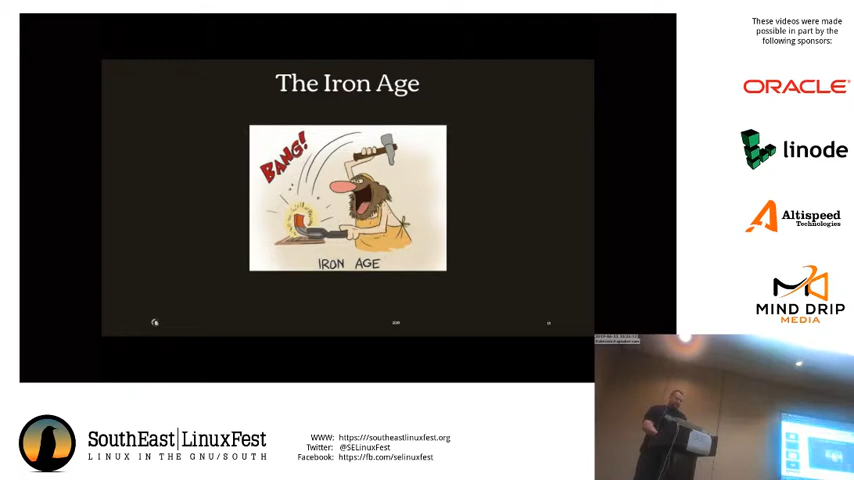 The Iron Age
BANG!
IRON AGE
These videos were made
possible in part by the
following sponsors:
ORACLE
linode
Altispeed
Technologies
MIND DRIP
MEDIA
SouthEast|LinuxFest
LINUX IN THE GNU/SOUTH
WWW: https:///southeastlinuxfest.org
Twitter: @SELinuxFest
Facebook: https://fb.com/selinuxfest